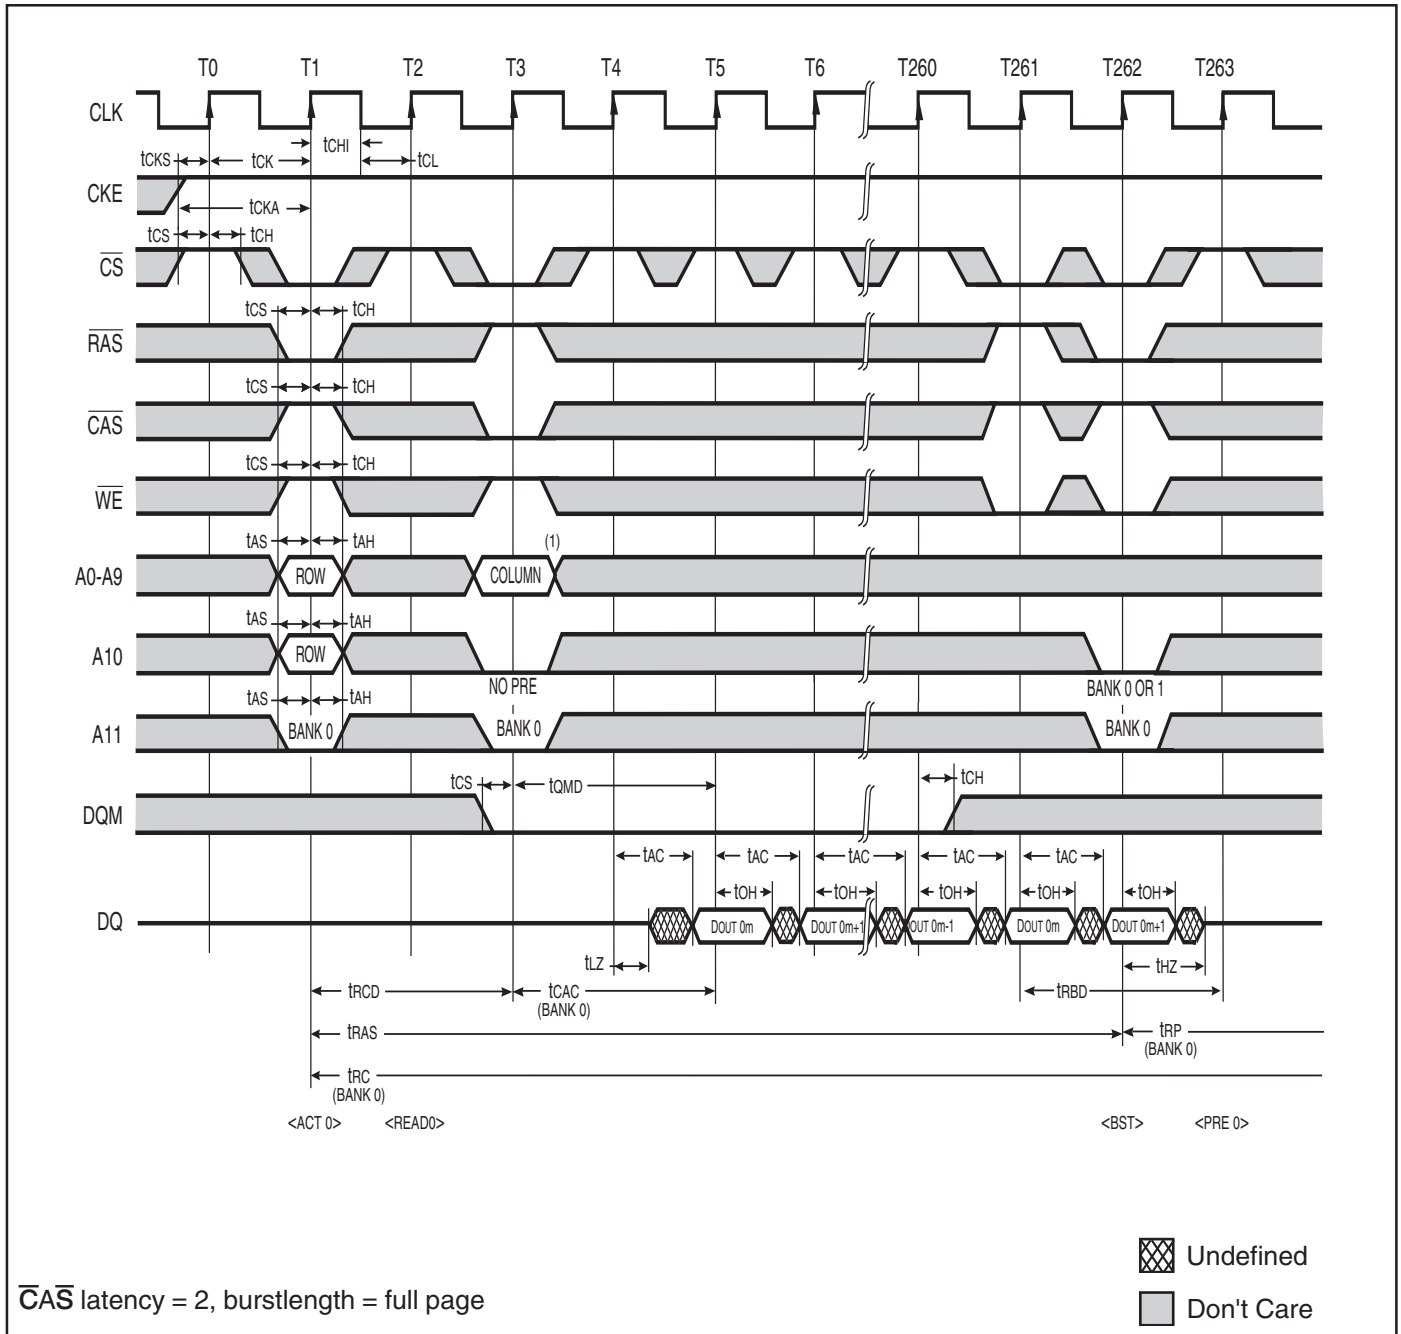 T0 T1 T2 T3 T4 T5 T6 T260 T261 T262 T263
CLK
tCHI
tCKS tCK tCL
CKE
tCKA
tCS tCH
CS
tCS tCH
RAS
tCS tCH
CAS
tCS tCH
WE
tAS tAH (1)
A0-A9 ROW COLUMN
tAS tAH
A10 ROW
NO PRE BANK 0 OR 1
tAS tAH
A11 BANK 0 BANK 0 BANK 0
tCS tQMD tCH
DQM
tAC tAC tAC tAC tAC
tOH tOH tOH tOH tOH
DQ DOUT 0m DOUT 0m+1 OUT 0m-1 DOUT 0m DOUT 0m+1
tLZ tHZ
tRCD tCAC tRBD
(BANK 0)
tRAS tRP
(BANK 0)
tRC
(BANK 0)
<ACT 0> <READ0> <BST> <PRE 0>
Undefined
CAS latency = 2, burstlength = full page
Don't Care